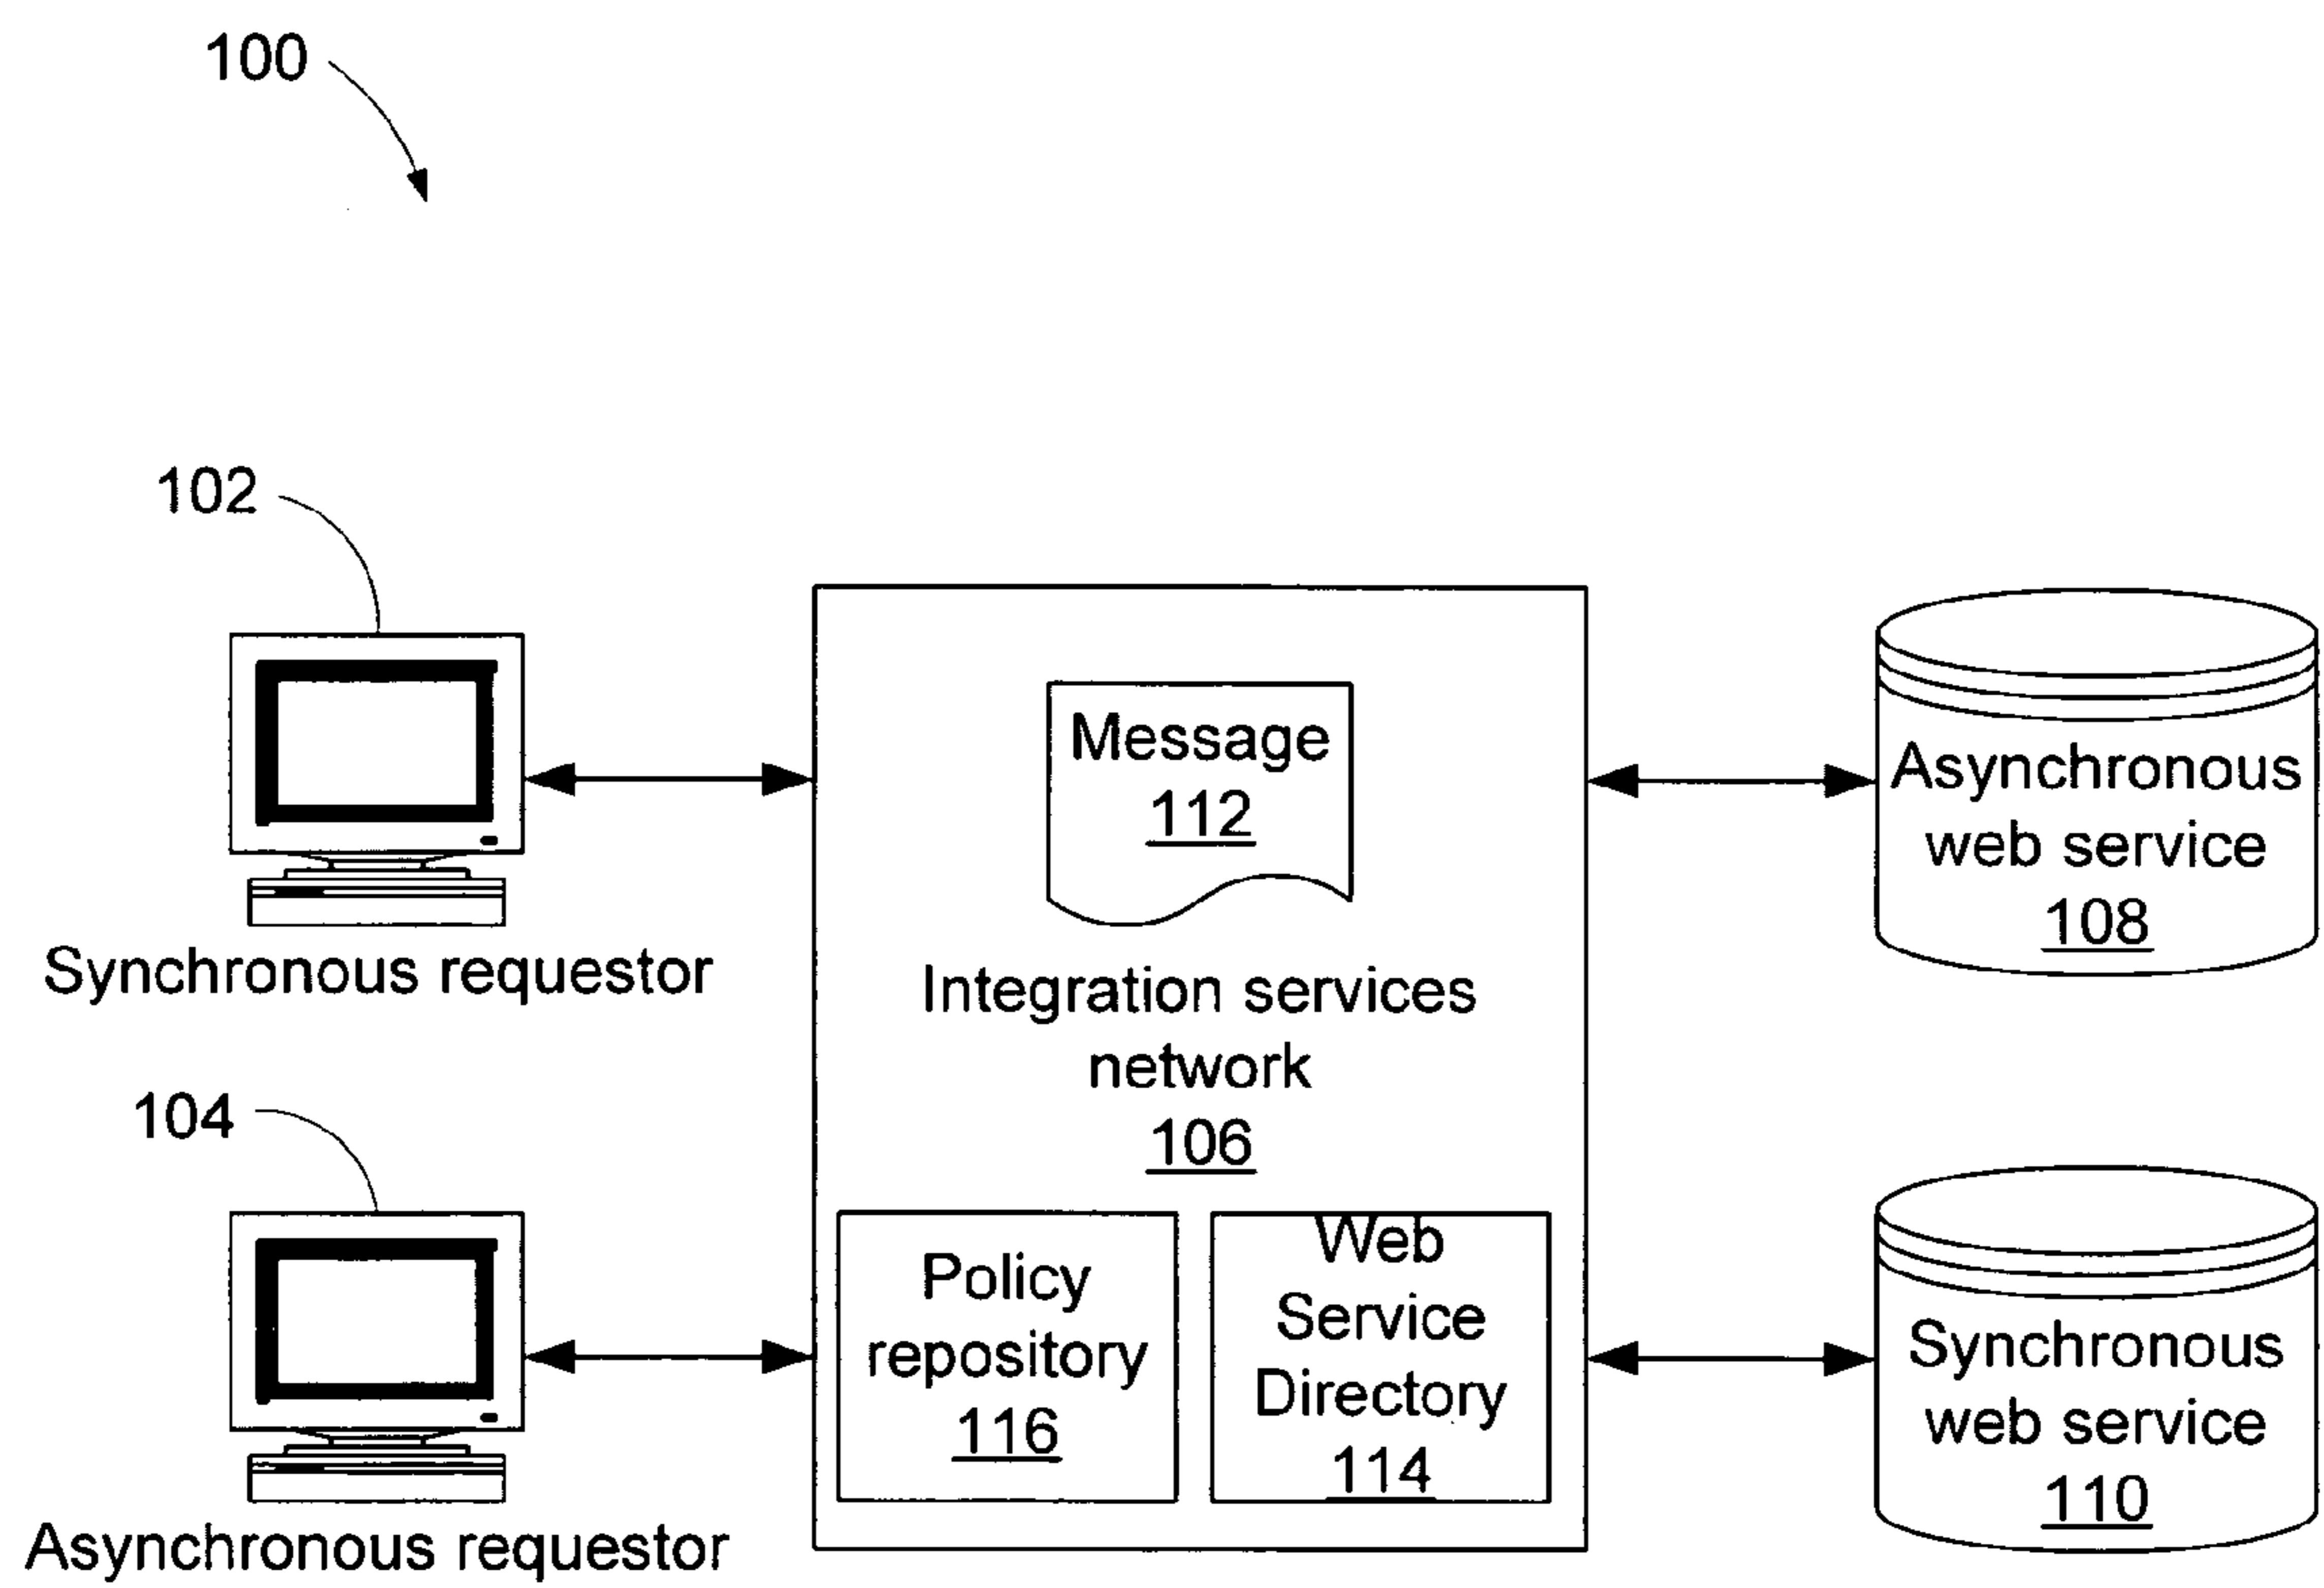 100
102
Synchronous requestor
104
Asynchronous requestor
Message
112
Integration services
network
106
Policy
repository
116
Web
Service
Directory
114
Asynchronous
web service
108
Synchronous
web service
110